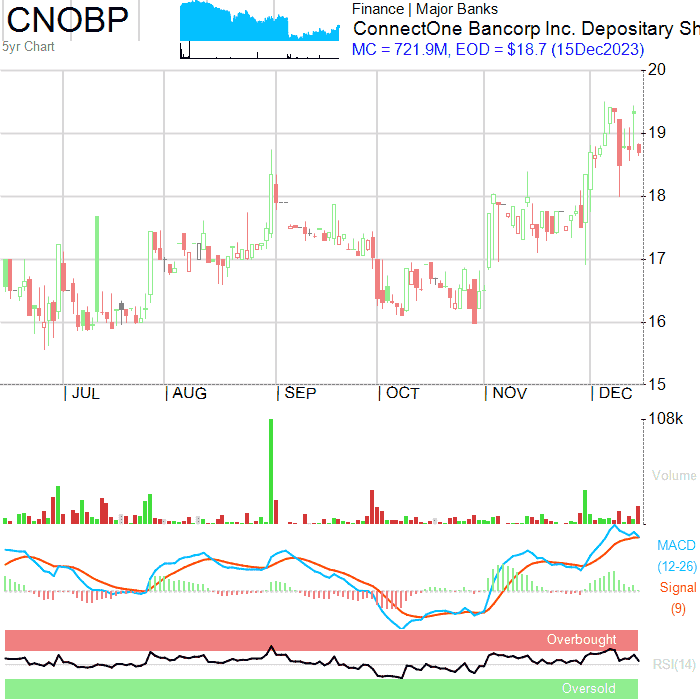 CNOBP
5yr Chart
Finance | Major Banks
ConnectOne Bancorp Inc. Depositary Sh
MC = 721.9M, EOD = $18.7 (15Dec2023)
20
19
18
17
16
15
| JUL | AUG | SEP | OCT | NOV | DEC
108k
Volume
MACD
(12-26)
Signal
(9)
Overbought
RSI(14)
Oversold